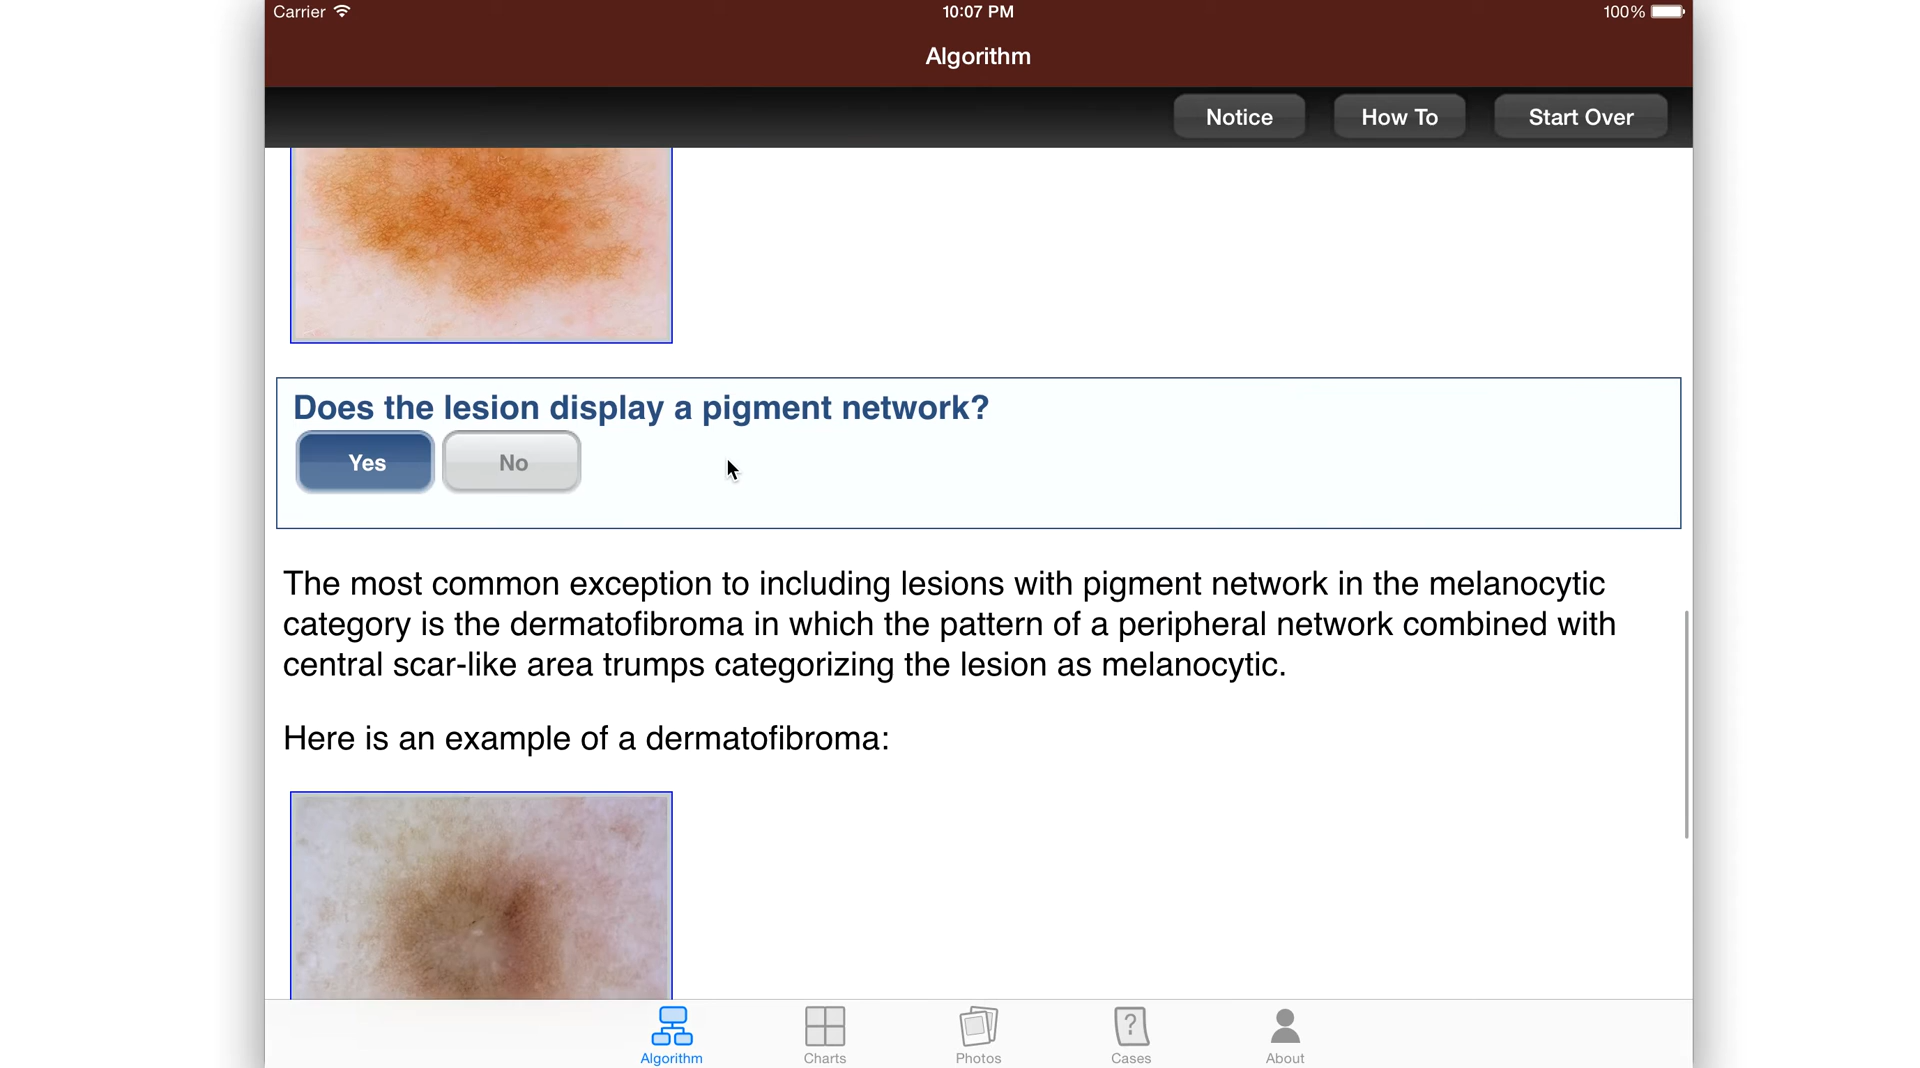 Carrier 10:07 PM 100%
Algorithm
Notice How To Start Over
Does the lesion display a pigment network?
Yes No
The most common exception to including lesions with pigment network in the melanocytic
category is the dermatofibroma in which the pattern of a peripheral network combined with
central scar-like area trumps categorizing the lesion as melanocytic.
Here is an example of a dermatofibroma:
?
Algorithm Charts Photos Cases About